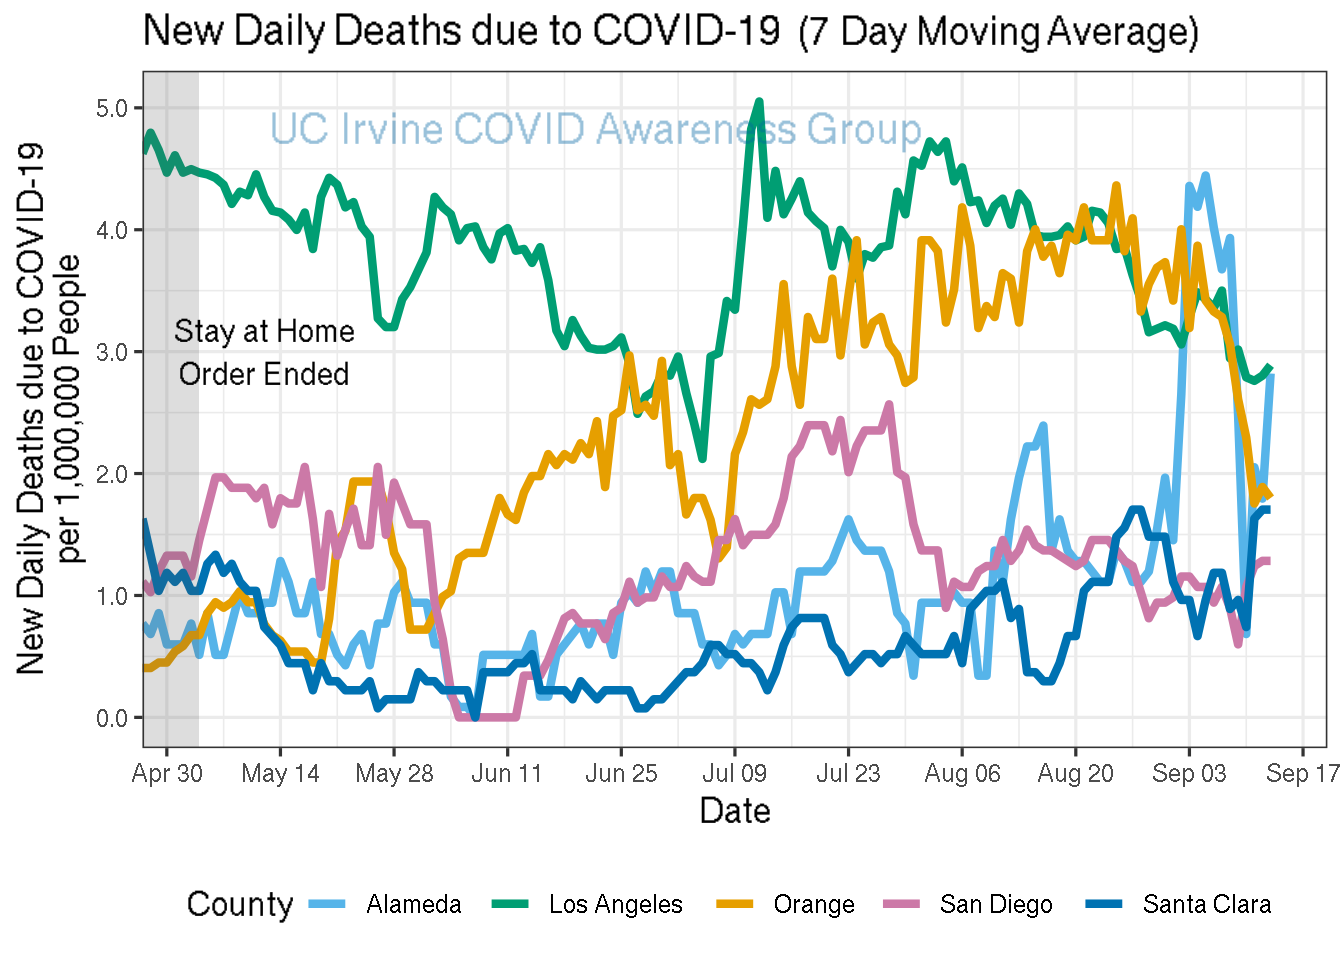 New Daily Deaths due to COVID-19 (7 Day Moving Average)
New Daily Deaths due to COVID-19
per 1,000,000 People
5.0
4.0
3.0
2.0
1.0
0.0
UC Irvine COVID Awareness Group
Stay at Home
Order Ended
Apr 30 May 14 May 28 Jun 11 Jun 25 Jul 09 Jul 23 Aug 06 Aug 20 Sep 03 Sep 17
Date
County Alameda Los Angeles Orange San Diego Santa Clara